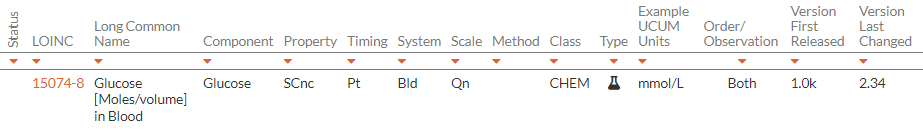 Status LOINC Long Common Name Component Property Timing System Scale Method Class Type Example UCUM Units Order/ Observation Version First Released Version Last Changed
15074-8 Glucose [Moles/volume] in Blood Glucose SCnc Pt Bld Qn CHEM mmol/L Both 1.0k 2.34